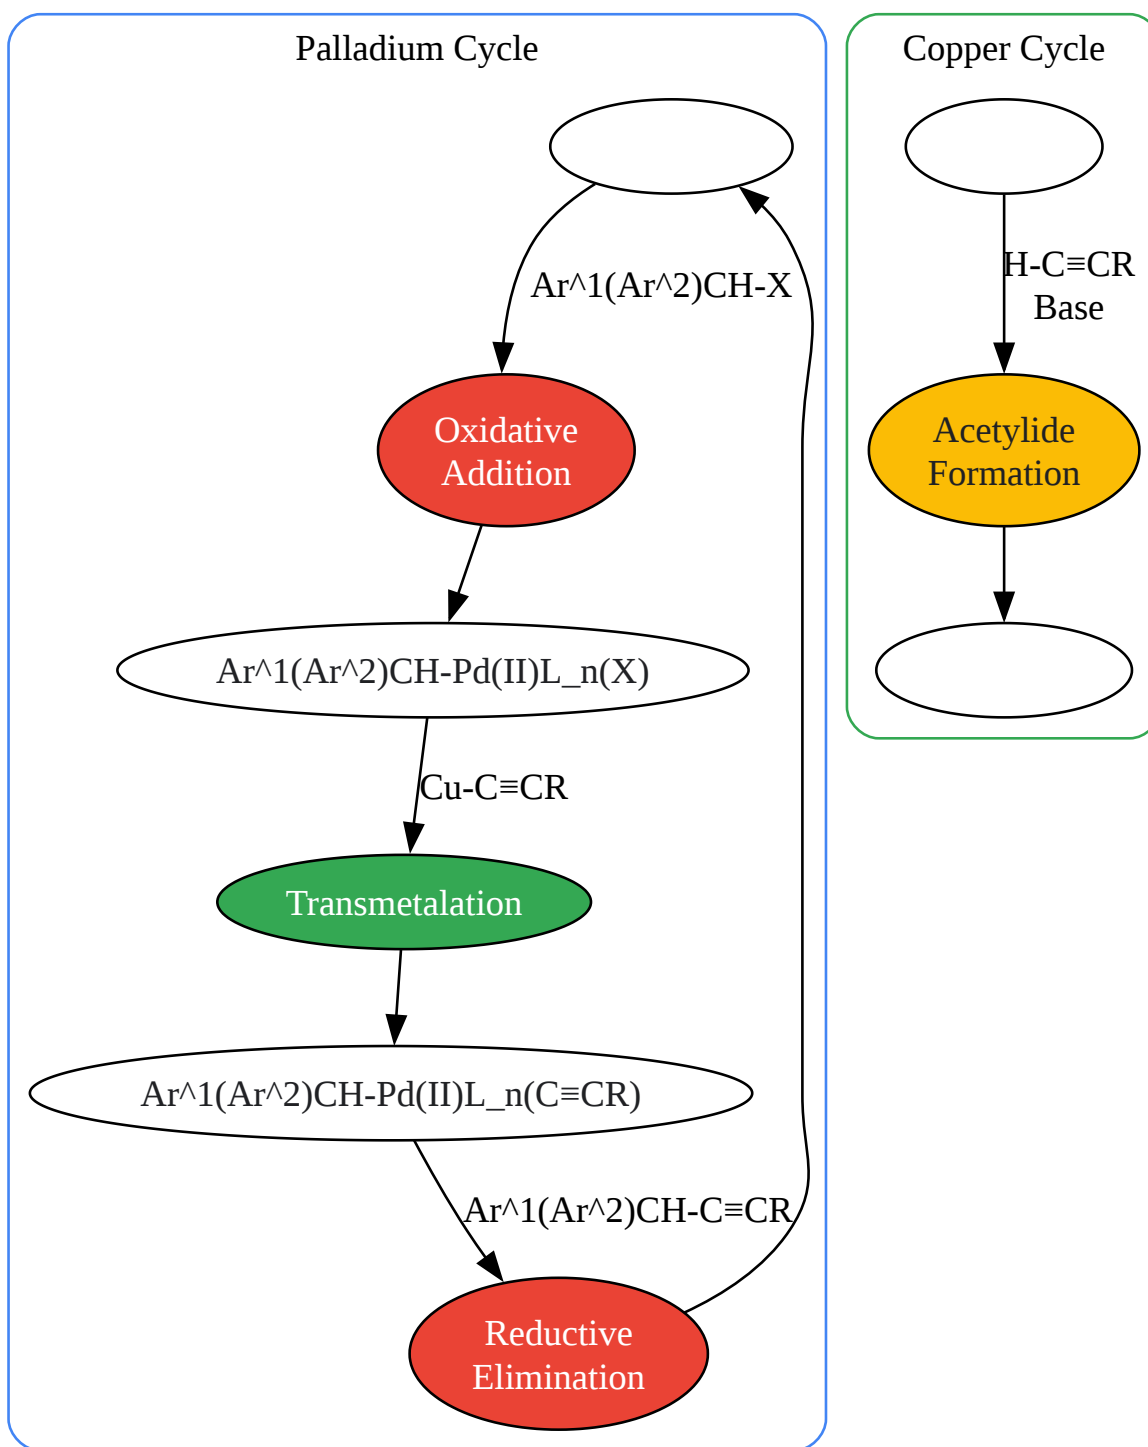 Palladium Cycle
Ar^1(Ar^2)CH-X
Oxidative
Addition
Ar^1(Ar^2)CH-Pd(II)L_n(X)
Cu-C≡CR
Transmetalation
Ar^1(Ar^2)CH-Pd(II)L_n(C≡CR)
Ar^1(Ar^2)CH-C≡CR
Reductive
Elimination
Copper Cycle
H-C≡CR
Base
Acetylide
Formation